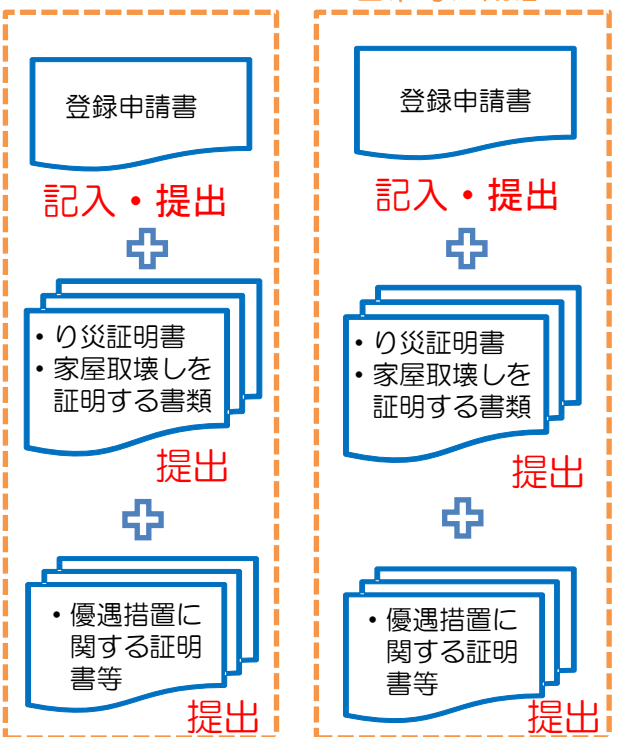 登録申請書
記入・提出
・り災証明書
・家屋取壊しを
証明する書類
提出
・優遇措置に
関する証明
書等
提出
登録申請書
記入・提出
・り災証明書
・家屋取壊しを
証明する書類
提出
・優遇措置に
関する証明
書等
提出